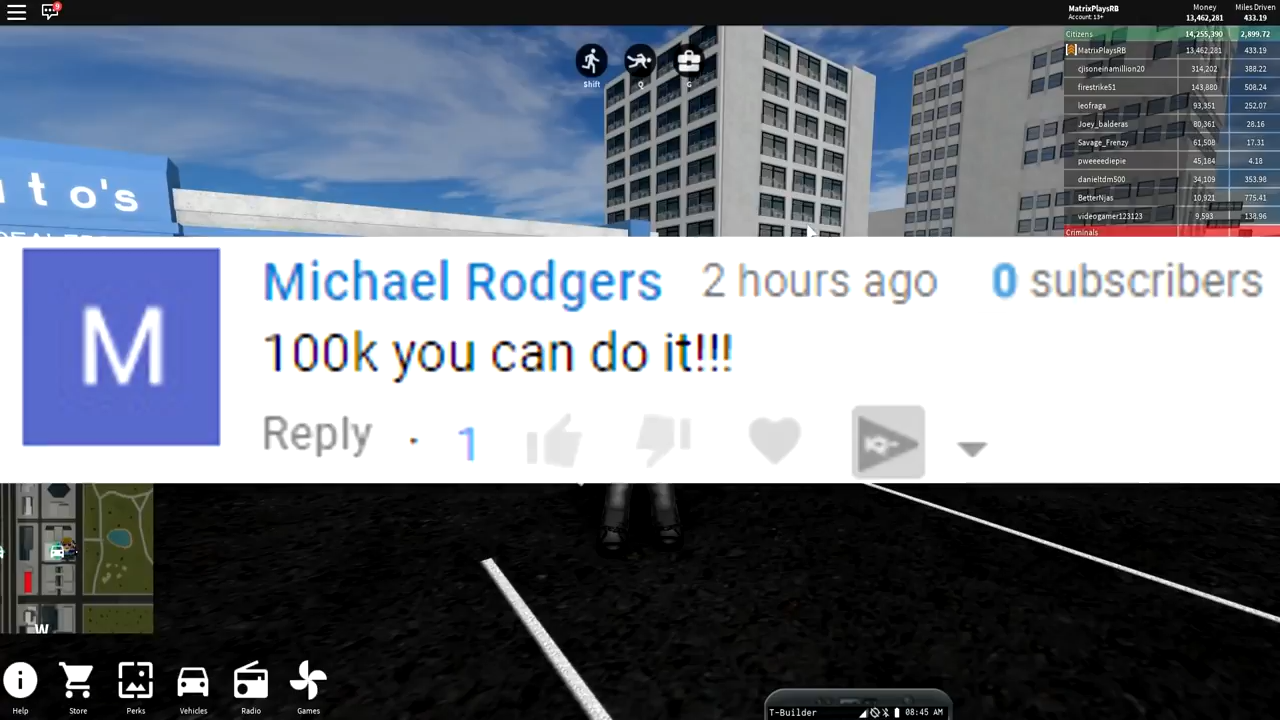 9
MatrixPlaysRB
Account: 13+
Money
13,462,281
Miles Driven
433.19
Citizens 14,255,390 2,899.72
MatrixPlaysRB 13,462,281 433.19
cjisoneinamillion20 314,202 388.22
firestrike51 143,880 508.24
leofraga 93,351 252.07
Joey_balderas 80,361 28.16
Savage_Frenzy 61,508 17.31
pweeeediepie 45,184 4.18
danieltdm500 34,109 353.98
BetterNjas 10,921 775.41
videogamer123123 9,593 138.96
Criminals
Shift Q G
uto's
M
Michael Rodgers 2 hours ago 0 subscribers
100k you can do it!!!
Reply · 1
W
Help Store Perks Vehicles Radio Games
T-Builder 08:45 AM